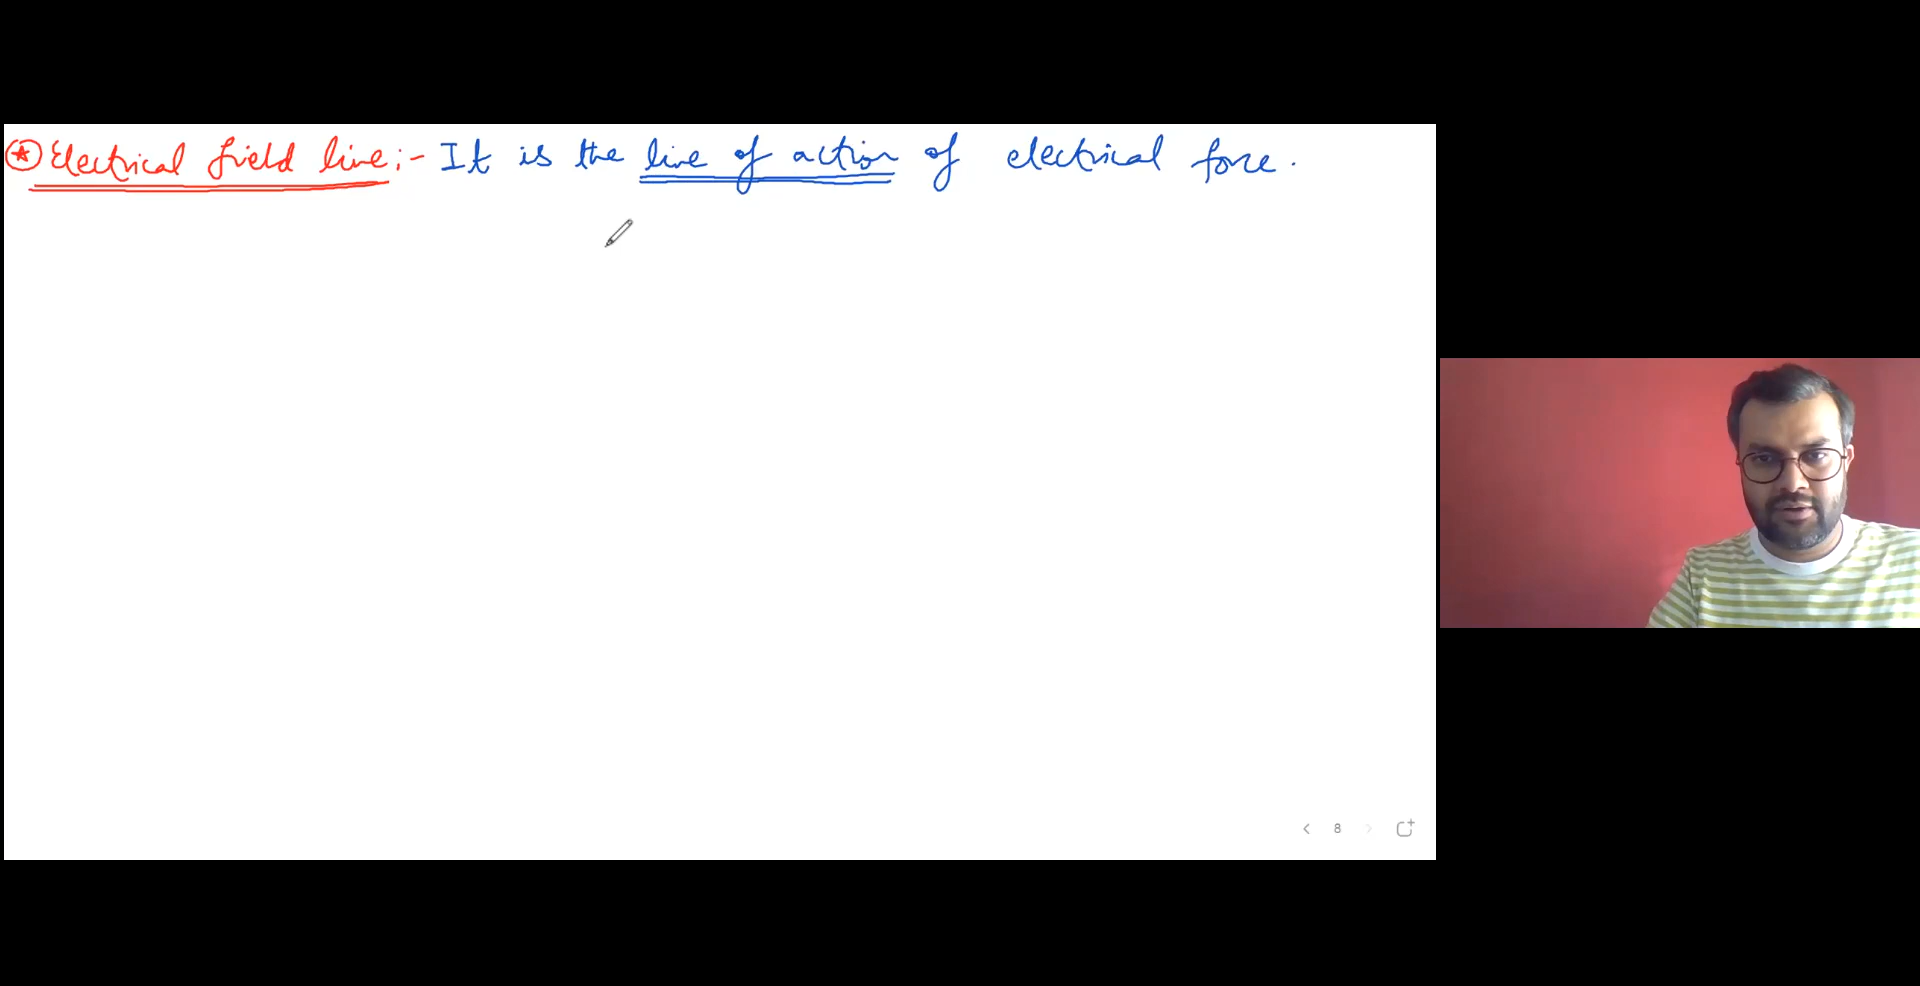 Electrical field line:- It is the line of action of electrical force.
8